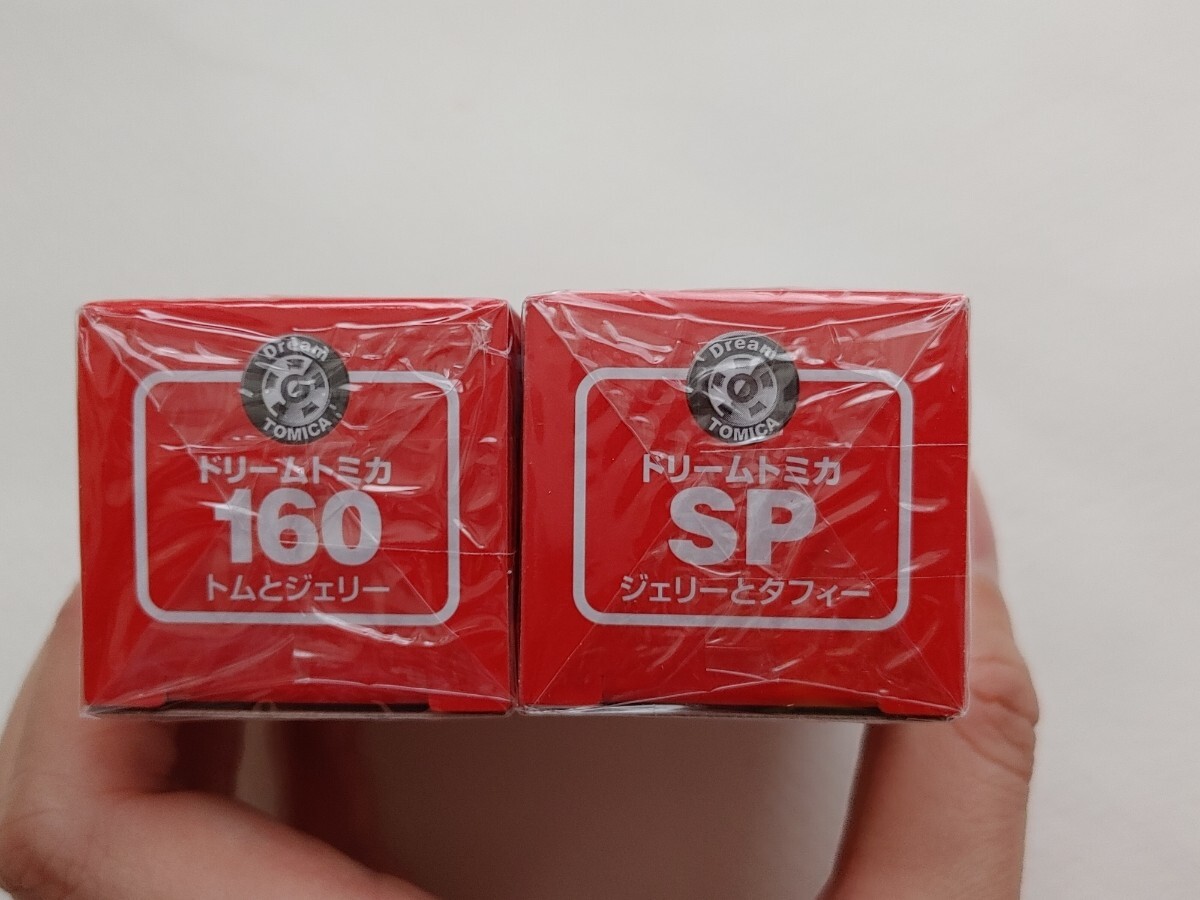 Dream
TOMICA
ドリームトミカ
160
トムとジェリー
Dream
TOMICA
ドリームトミカ
SP
ジェリーとタフィー